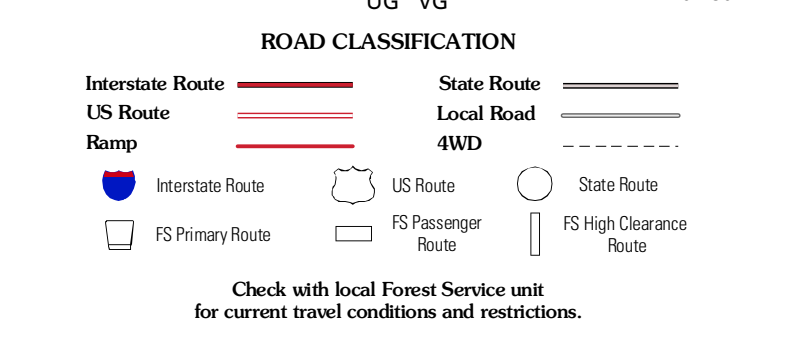 UG VG
ROAD CLASSIFICATION
Interstate Route
State Route
US Route
Local Road
Ramp
4WD
Interstate Route
US Route
State Route
FS Primary Route
FS Passenger
Route
FS High Clearance
Route
Check with local Forest Service unit
for current travel conditions and restrictions.